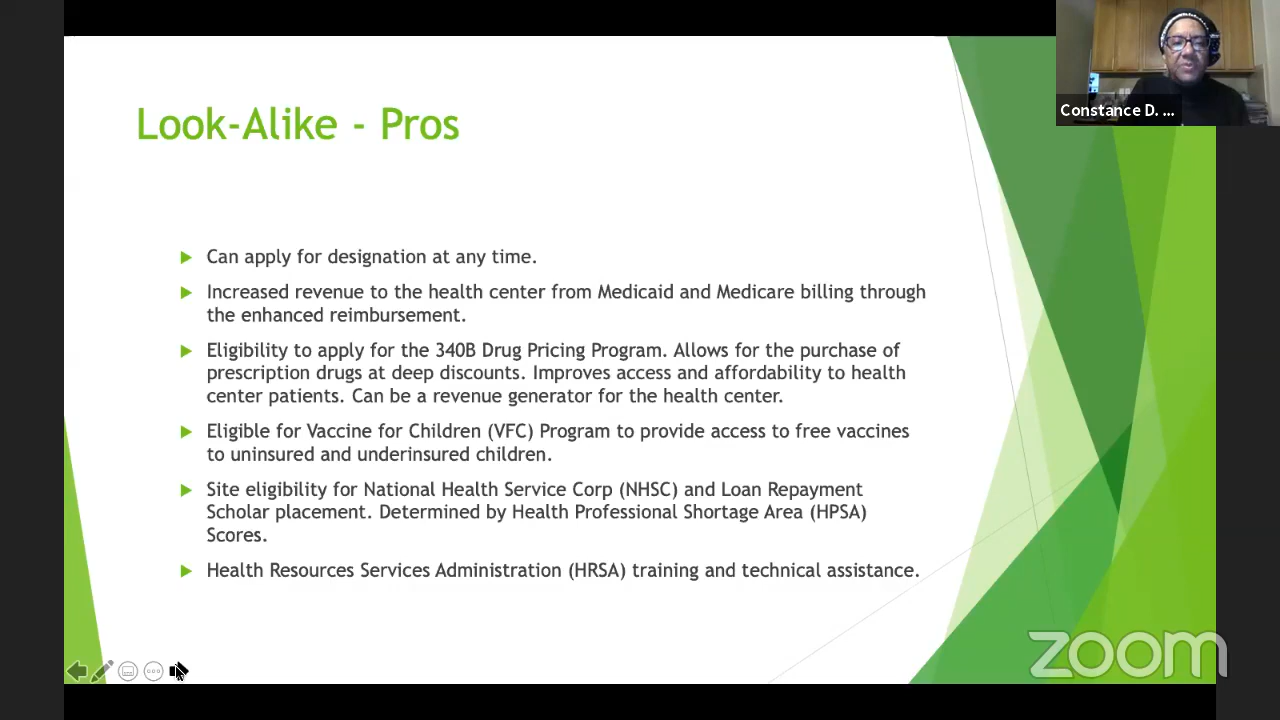 Constance D. ...
Look-Alike - Pros
Can apply for designation at any time.
Increased revenue to the health center from Medicaid and Medicare billing through
the enhanced reimbursement.
Eligibility to apply for the 340B Drug Pricing Program. Allows for the purchase of
prescription drugs at deep discounts. Improves access and affordability to health
center patients. Can be a revenue generator for the health center.
Eligible for Vaccine for Children (VFC) Program to provide access to free vaccines
to uninsured and underinsured children.
Site eligibility for National Health Service Corp (NHSC) and Loan Repayment
Scholar placement. Determined by Health Professional Shortage Area (HPSA)
Scores.
Health Resources Services Administration (HRSA) training and technical assistance.
zoom